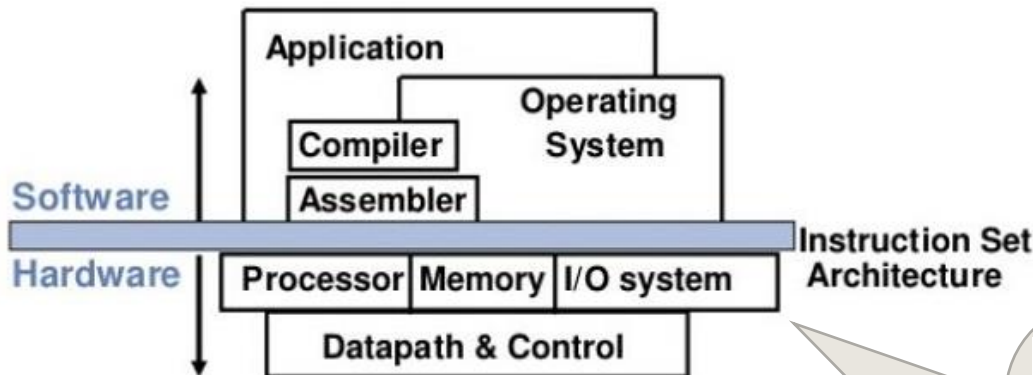 Application
Operating
System
Compiler
Assembler
Software
Instruction Set
Architecture
Hardware
Processor
Memory
I/O system
Datapath & Control